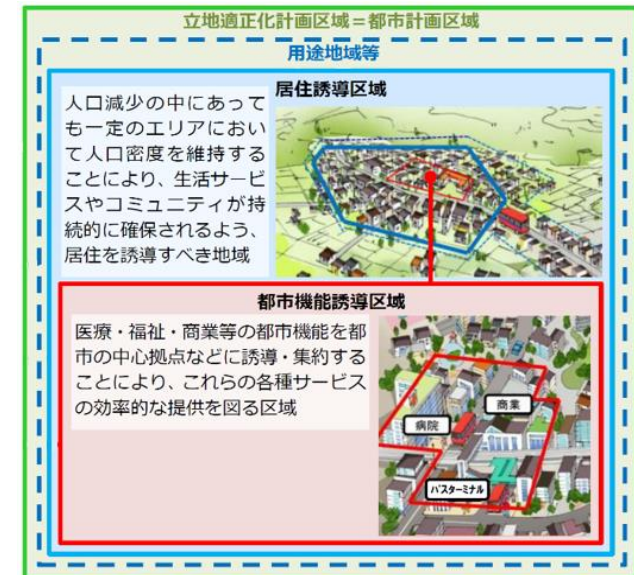 立地適正化計画区域＝都市計画区域
用途地域等
居住誘導区域
人口減少の中にあって
も一定のエリアにおい
て人口密度を維持する
ことにより、生活サービ
スやコミュニティが持
続的に確保されるよう、
居住を誘導すべき地域
都市機能誘導区域
医療・福祉・商業等の都市機能を都
市の中心拠点などに誘導・集約する
ことにより、これらの各種サービス
の効率的な提供を図る区域
商業
病院
バスターミナル